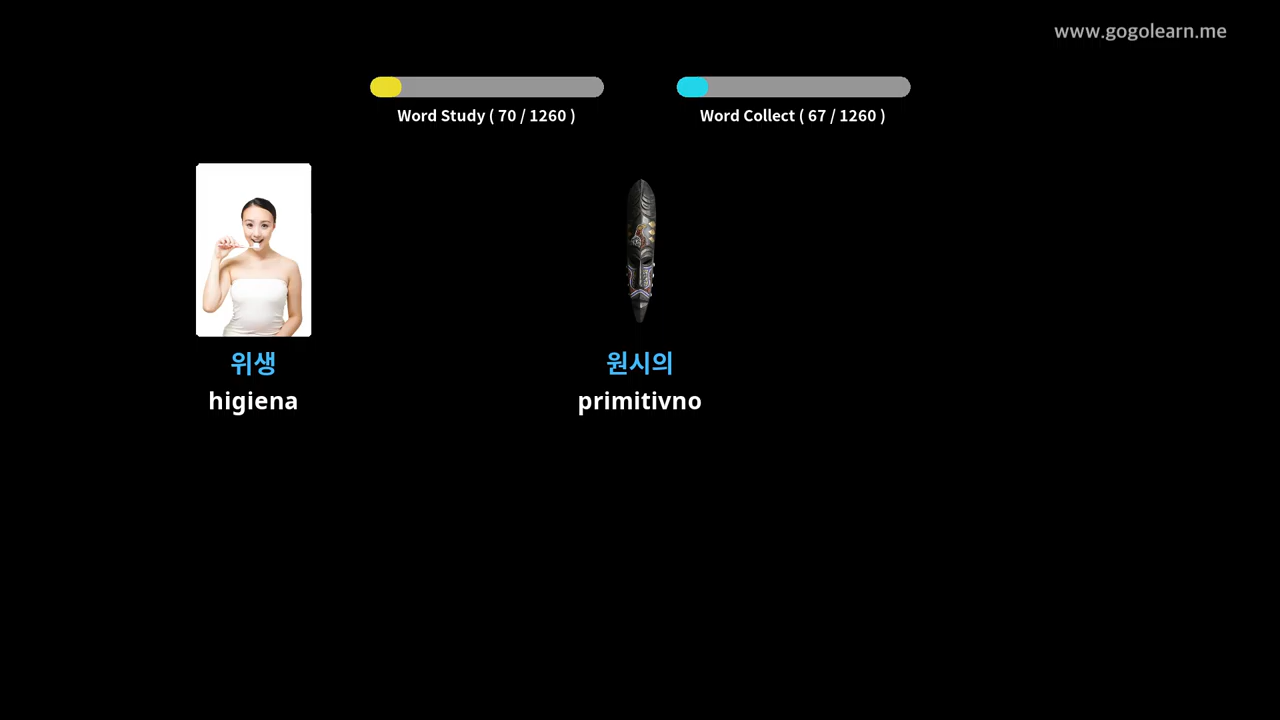 www.gogolearn.me
Word Study ( 70 / 1260 )
Word Collect ( 67 / 1260 )
위생
higiena
원시의
primitivno